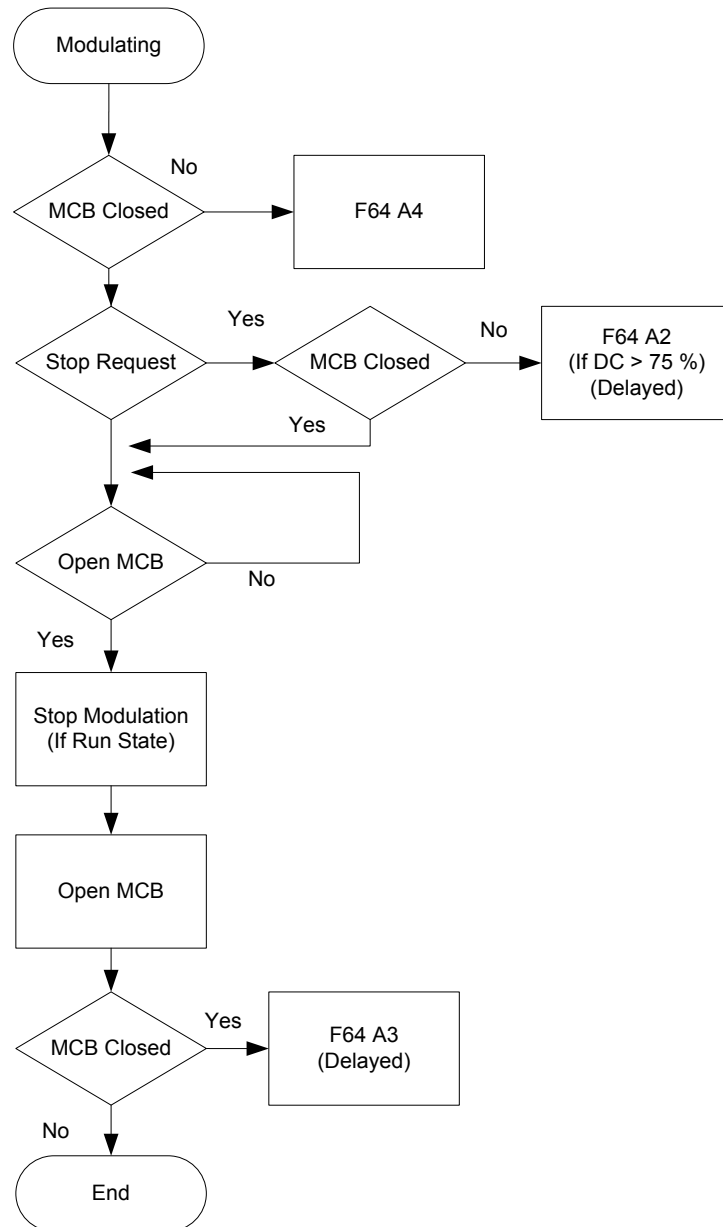 Modulating
No
MCB Closed
F64 A4
Yes
No
Stop Request
MCB Closed
F64 A2
(If DC > 75 %)
(Delayed)
Yes
Open MCB
No
Yes
Stop Modulation
(If Run State)
Open MCB
Yes
MCB Closed
F64 A3
(Delayed)
No
End